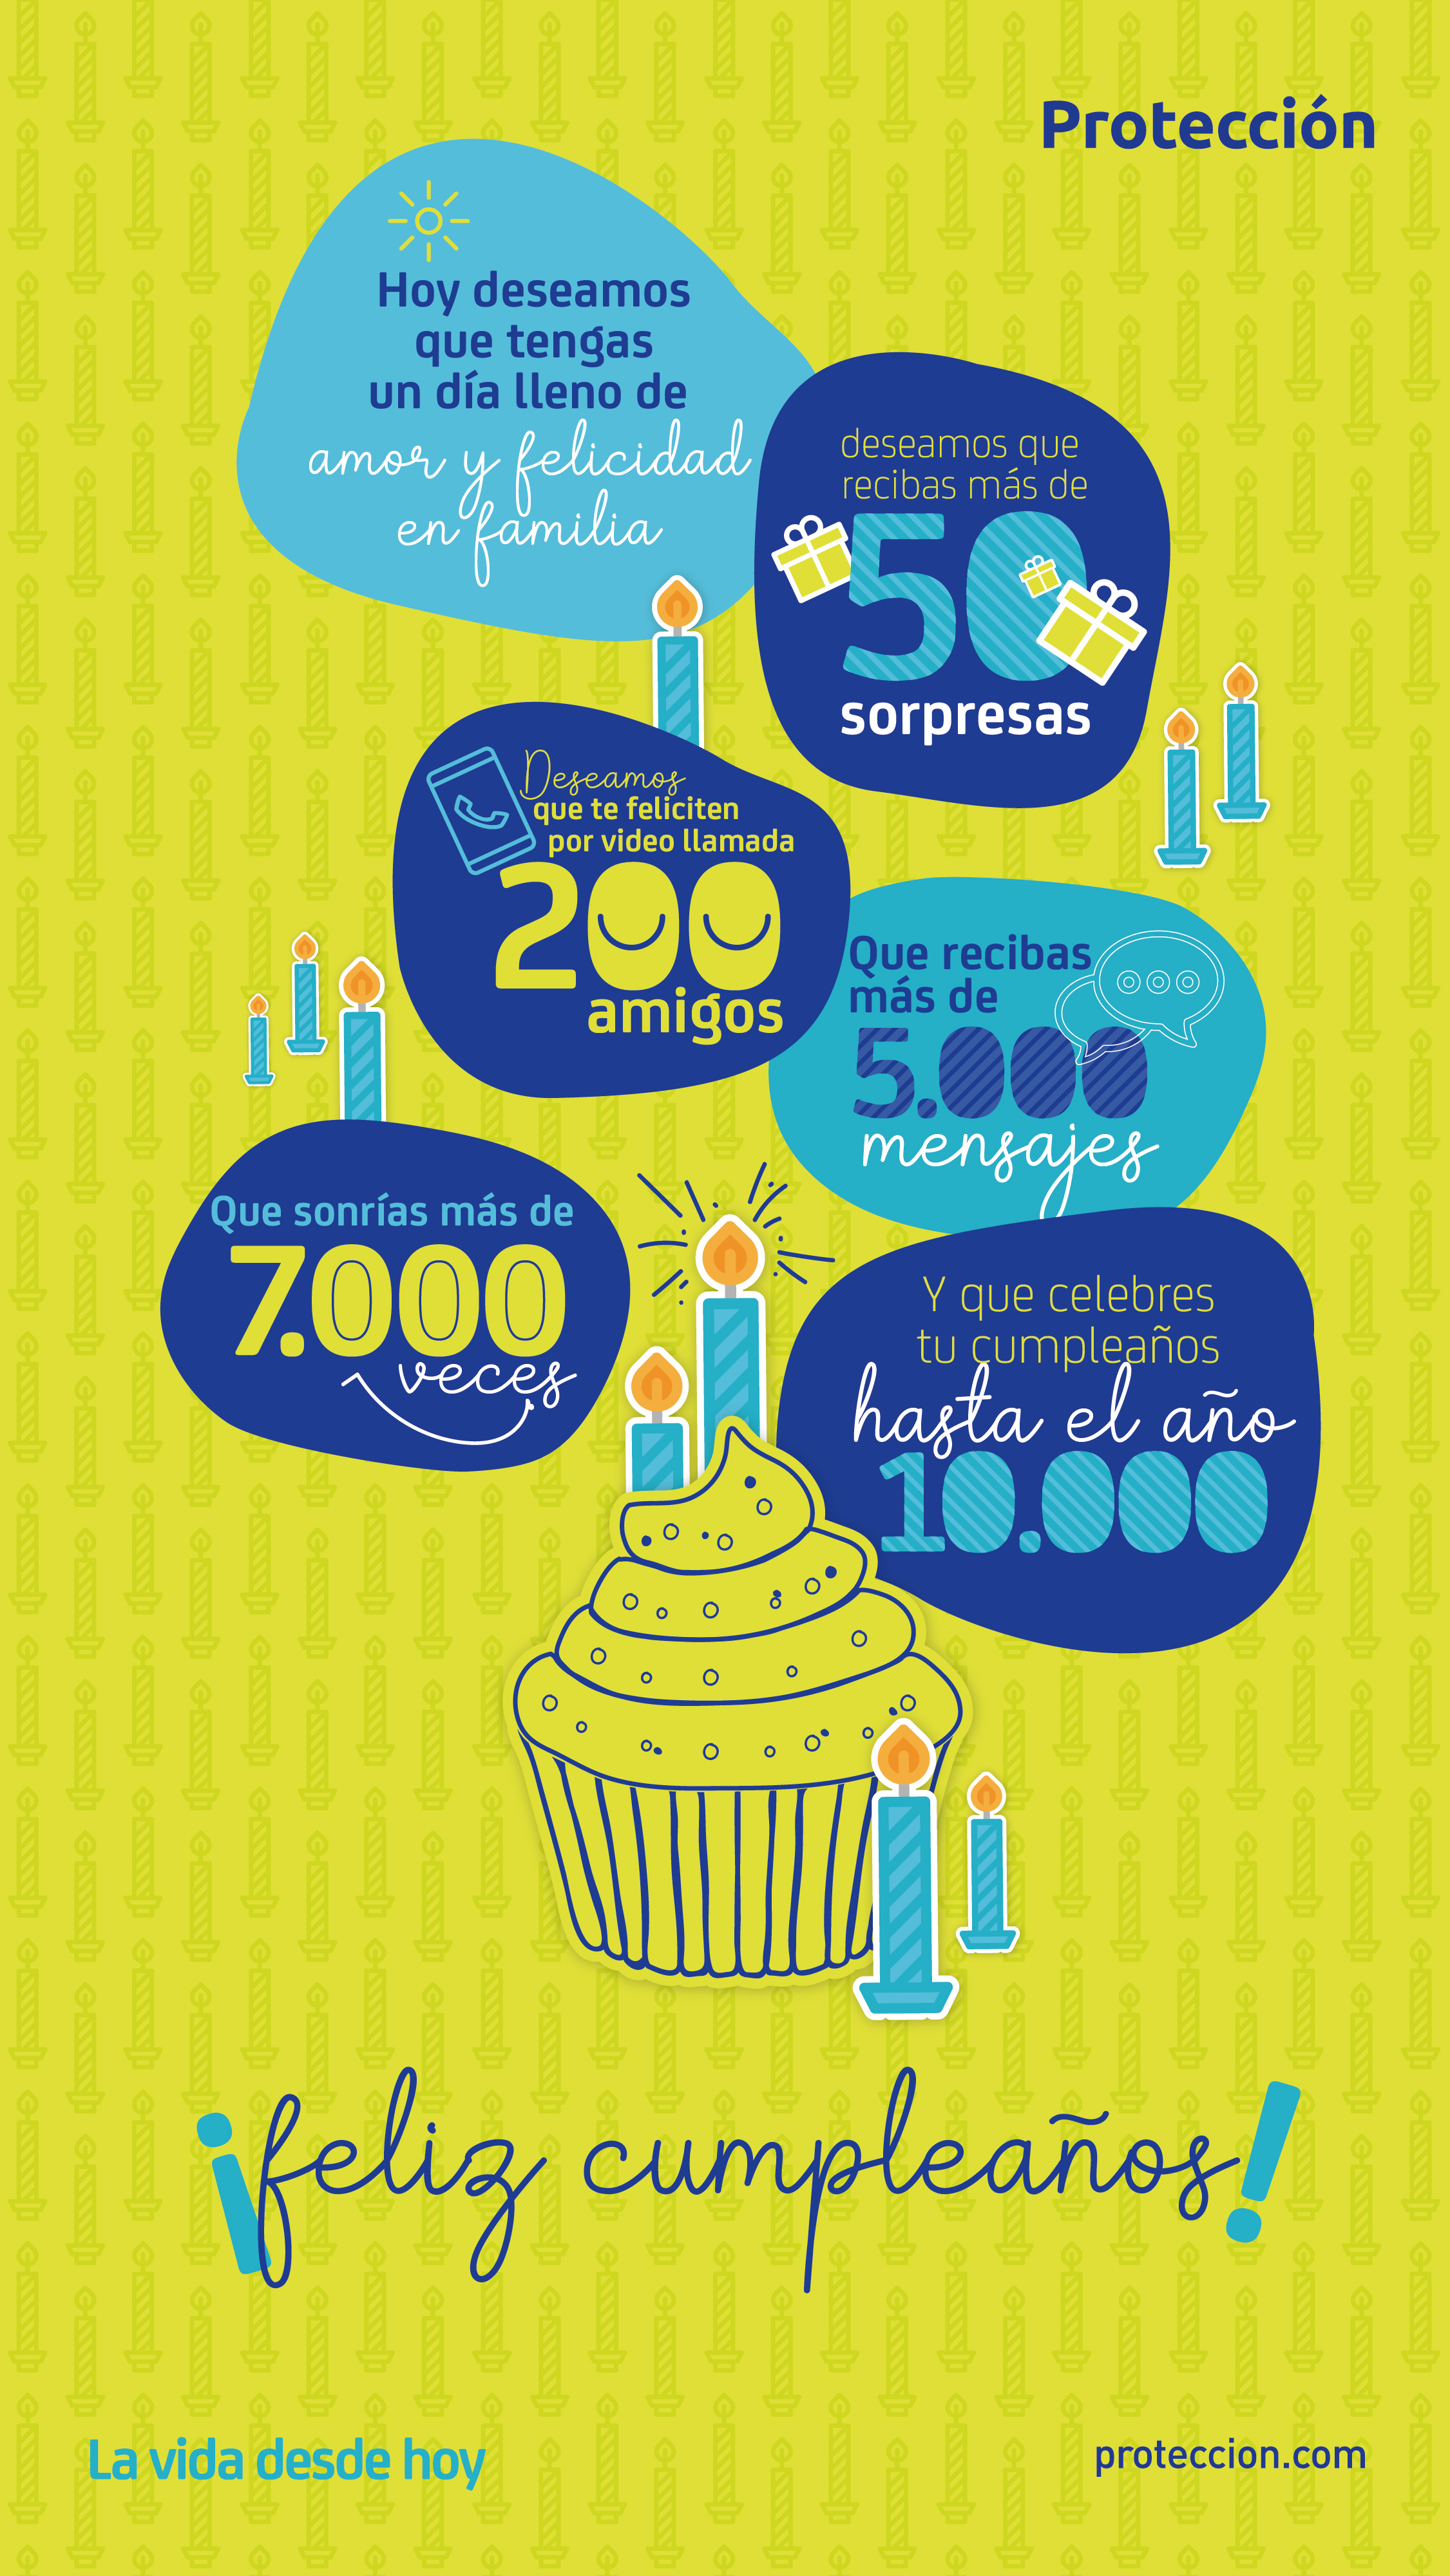 Protección
Hoy deseamos
que tengas
un día lleno de
amor y felicidad
en familia
deseamos que
recibas más de
50
sorpresas
Deseamos
que te feliciten
por video llamada
200
amigos
Que recibas
más de
5.000
mensajes
Que sonrías más de
7.000
veces
Y que celebres
tu cumpleaños
hasta el año
10.000
¡feliz cumpleaños!
La vida desde hoy
proteccion.com